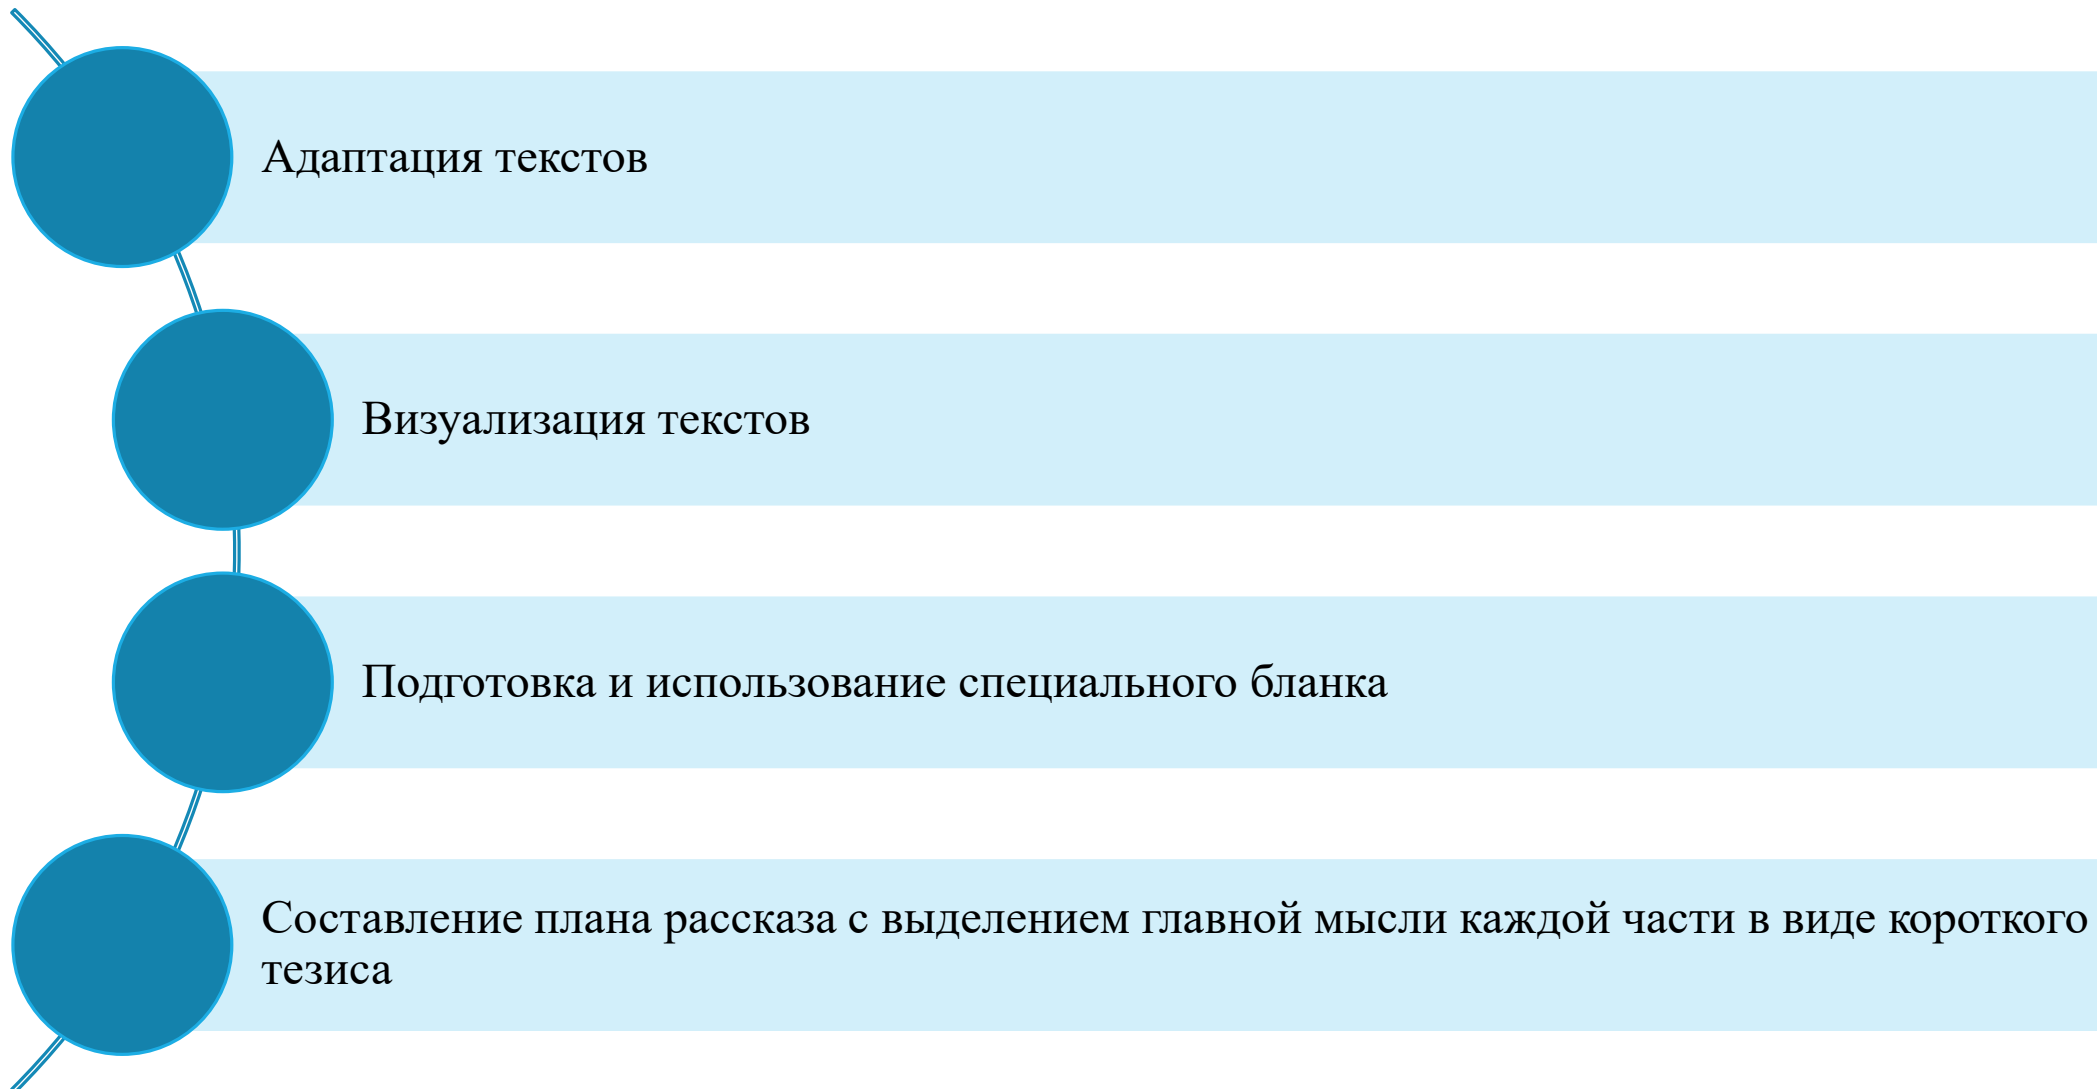 Адаптация текстов
Визуализация текстов
Подготовка и использование специального бланка
Составление плана рассказа с выделением главной мысли каждой части в виде короткого
тезиса